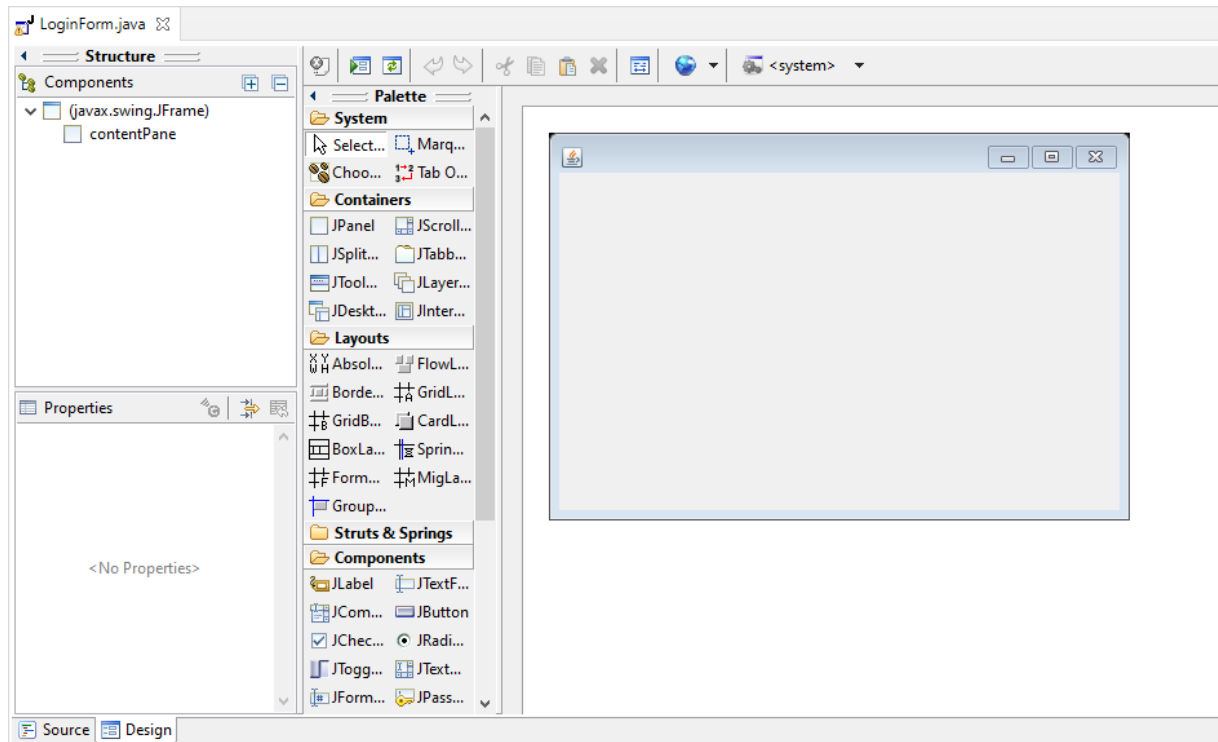 LoginForm.java
Structure
<system>
Components
Palette
(javax.swing.JFrame)
contentPane
System
Select... Marq...
Choo... Tab O...
Containers
JPanel JScroll...
JSplit... JTabb...
JTool... JLayer...
JDeskt... JInter...
Layouts
Absol... FlowL...
Borde... GridL...
GridB... CardL...
BoxLa... Sprin...
Form... MigLa...
Group...
Struts & Springs
Components
JLabel JTextF...
JCom... JButton
JChec... JRadi...
JTogg... JText...
JForm... JPass...
Properties
<No Properties>
Source Design